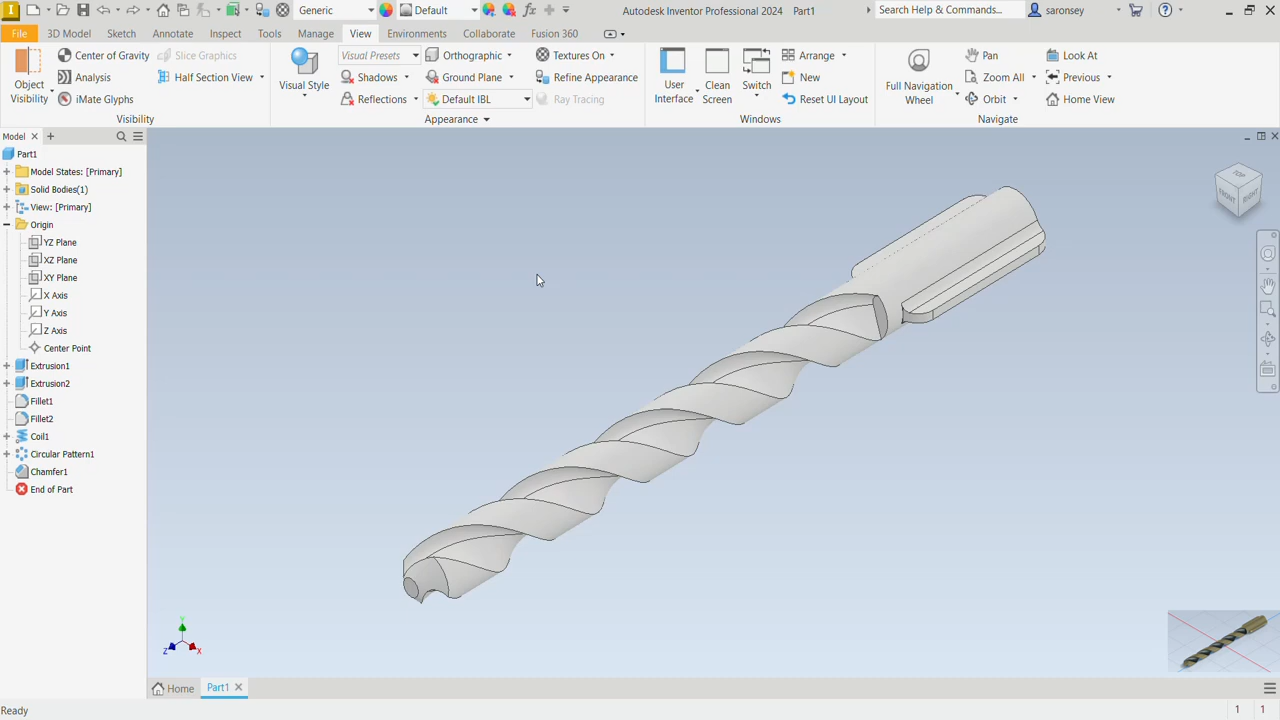 Generic
Default
Autodesk Inventor Professional 2024 Part1
Search Help & Commands...
saronsey
File 3D Model Sketch Annotate Inspect Tools Manage View Environments Collaborate Fusion 360
Object Visibility
Center of Gravity
Analysis
iMate Glyphs
Slice Graphics
Half Section View
Visibility
Visual Style
Visual Presets
Shadows
Reflections
Orthographic
Ground Plane
Default IBL
Textures On
Refine Appearance
Ray Tracing
Appearance
User Interface
Clean Screen
Switch
Arrange
New
Reset UI Layout
Windows
Full Navigation Wheel
Pan
Zoom All
Orbit
Look At
Previous
Home View
Navigate
Model
Part1
Model States: [Primary]
Solid Bodies(1)
View: [Primary]
Origin
YZ Plane
XZ Plane
XY Plane
X Axis
Y Axis
Z Axis
Center Point
Extrusion1
Extrusion2
Fillet1
Fillet2
Coil1
Circular Pattern1
Chamfer1
End of Part
TOP
FRONT
RIGHT
Y
Z
X
Home
Part1
Ready
1 1